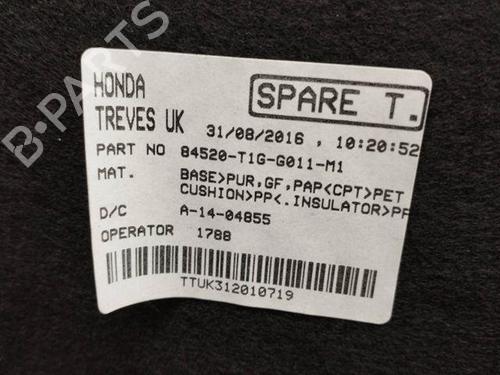 HONDA
SPARE T.
TREVES UK 31/08/2016 , 10:20:52
PART NO 84520-T1G-G011-M1
MAT. BASE>PUR,GF,PAP<CPT>PET
CUSHION>PP<.INSULATOR>PP
D/C A-14-04855
OPERATOR 1788
TTUK312010719
B-PARTS